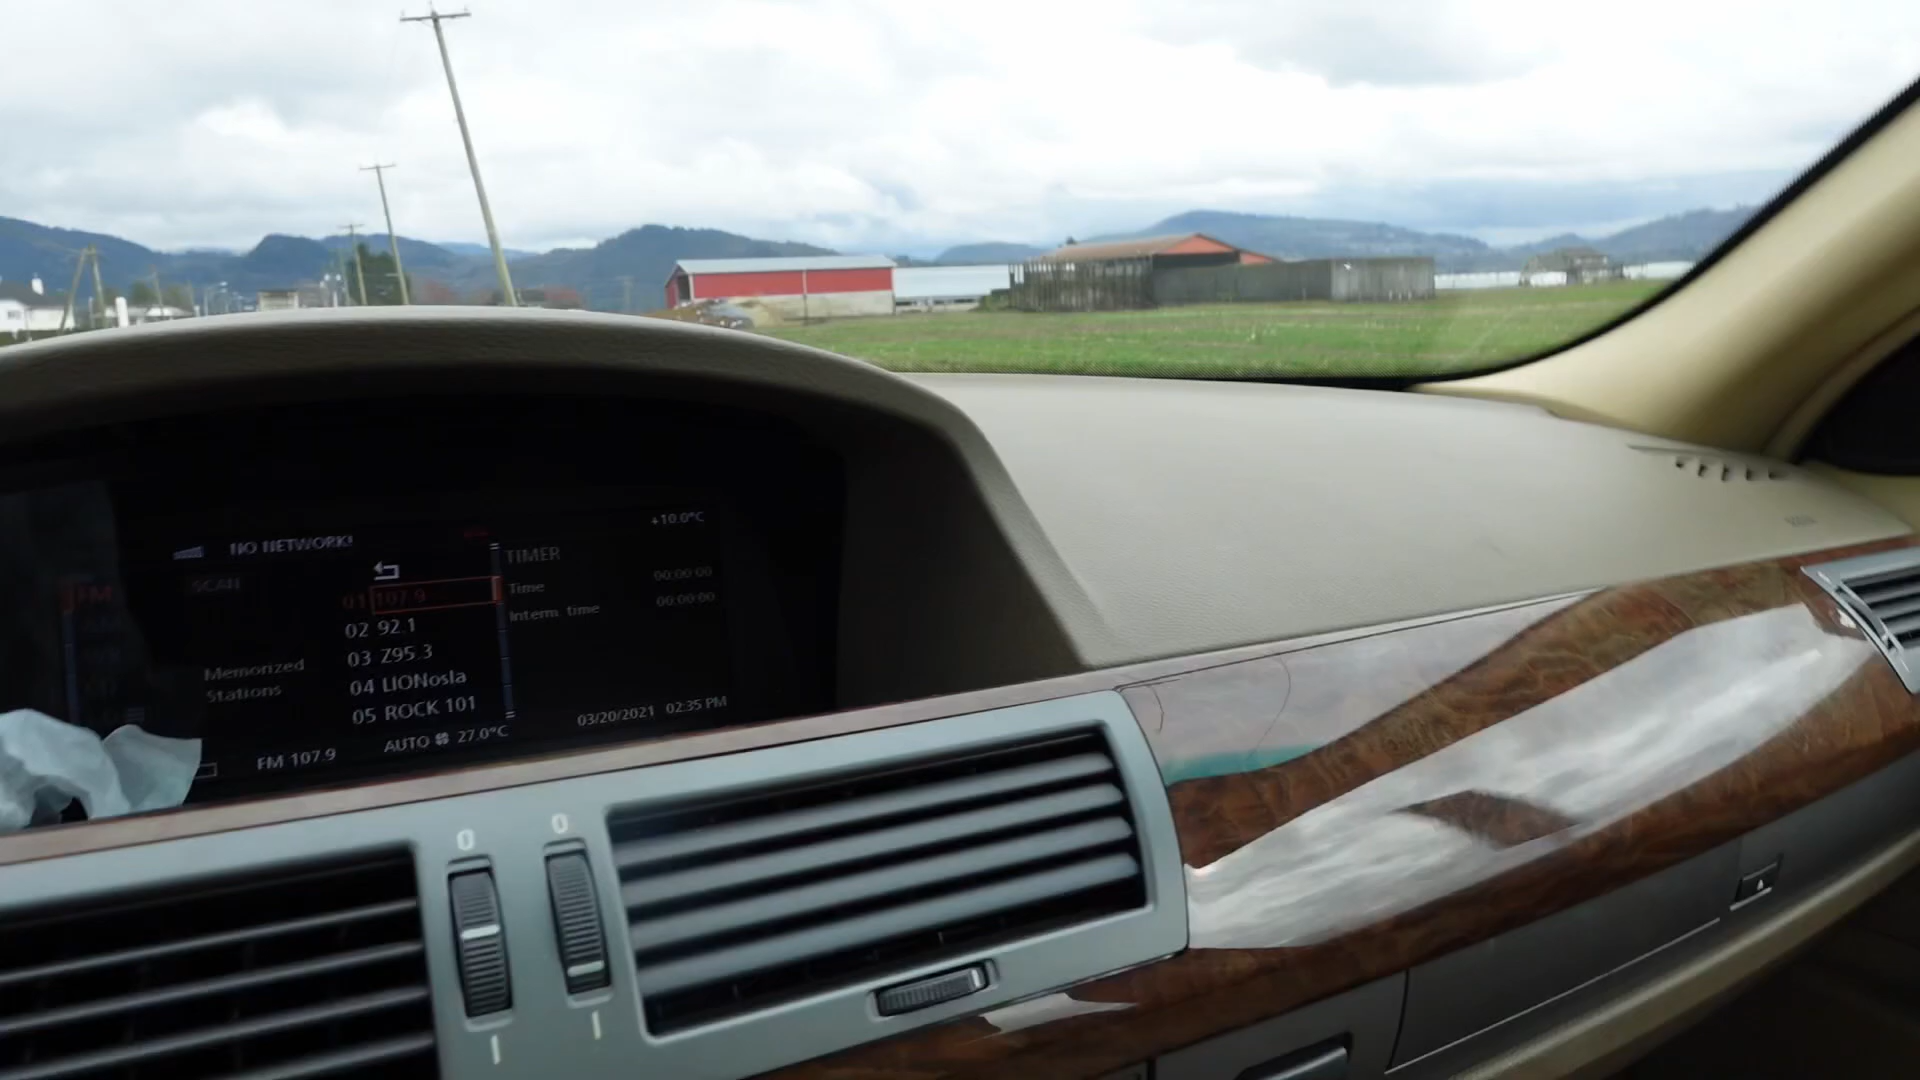 +10.0°C
NO NETWORK!
TIMER
SCAN
FM
Time 00:00:00
01 107.9
Interm. time 00:00:00
02 92.1
03 Z95.3
Memorized
Stations
04 LIONosla
05 ROCK 101
03/20/2021 02:35 PM
AUTO 27.0°C
FM 107.9
0 0
1 1